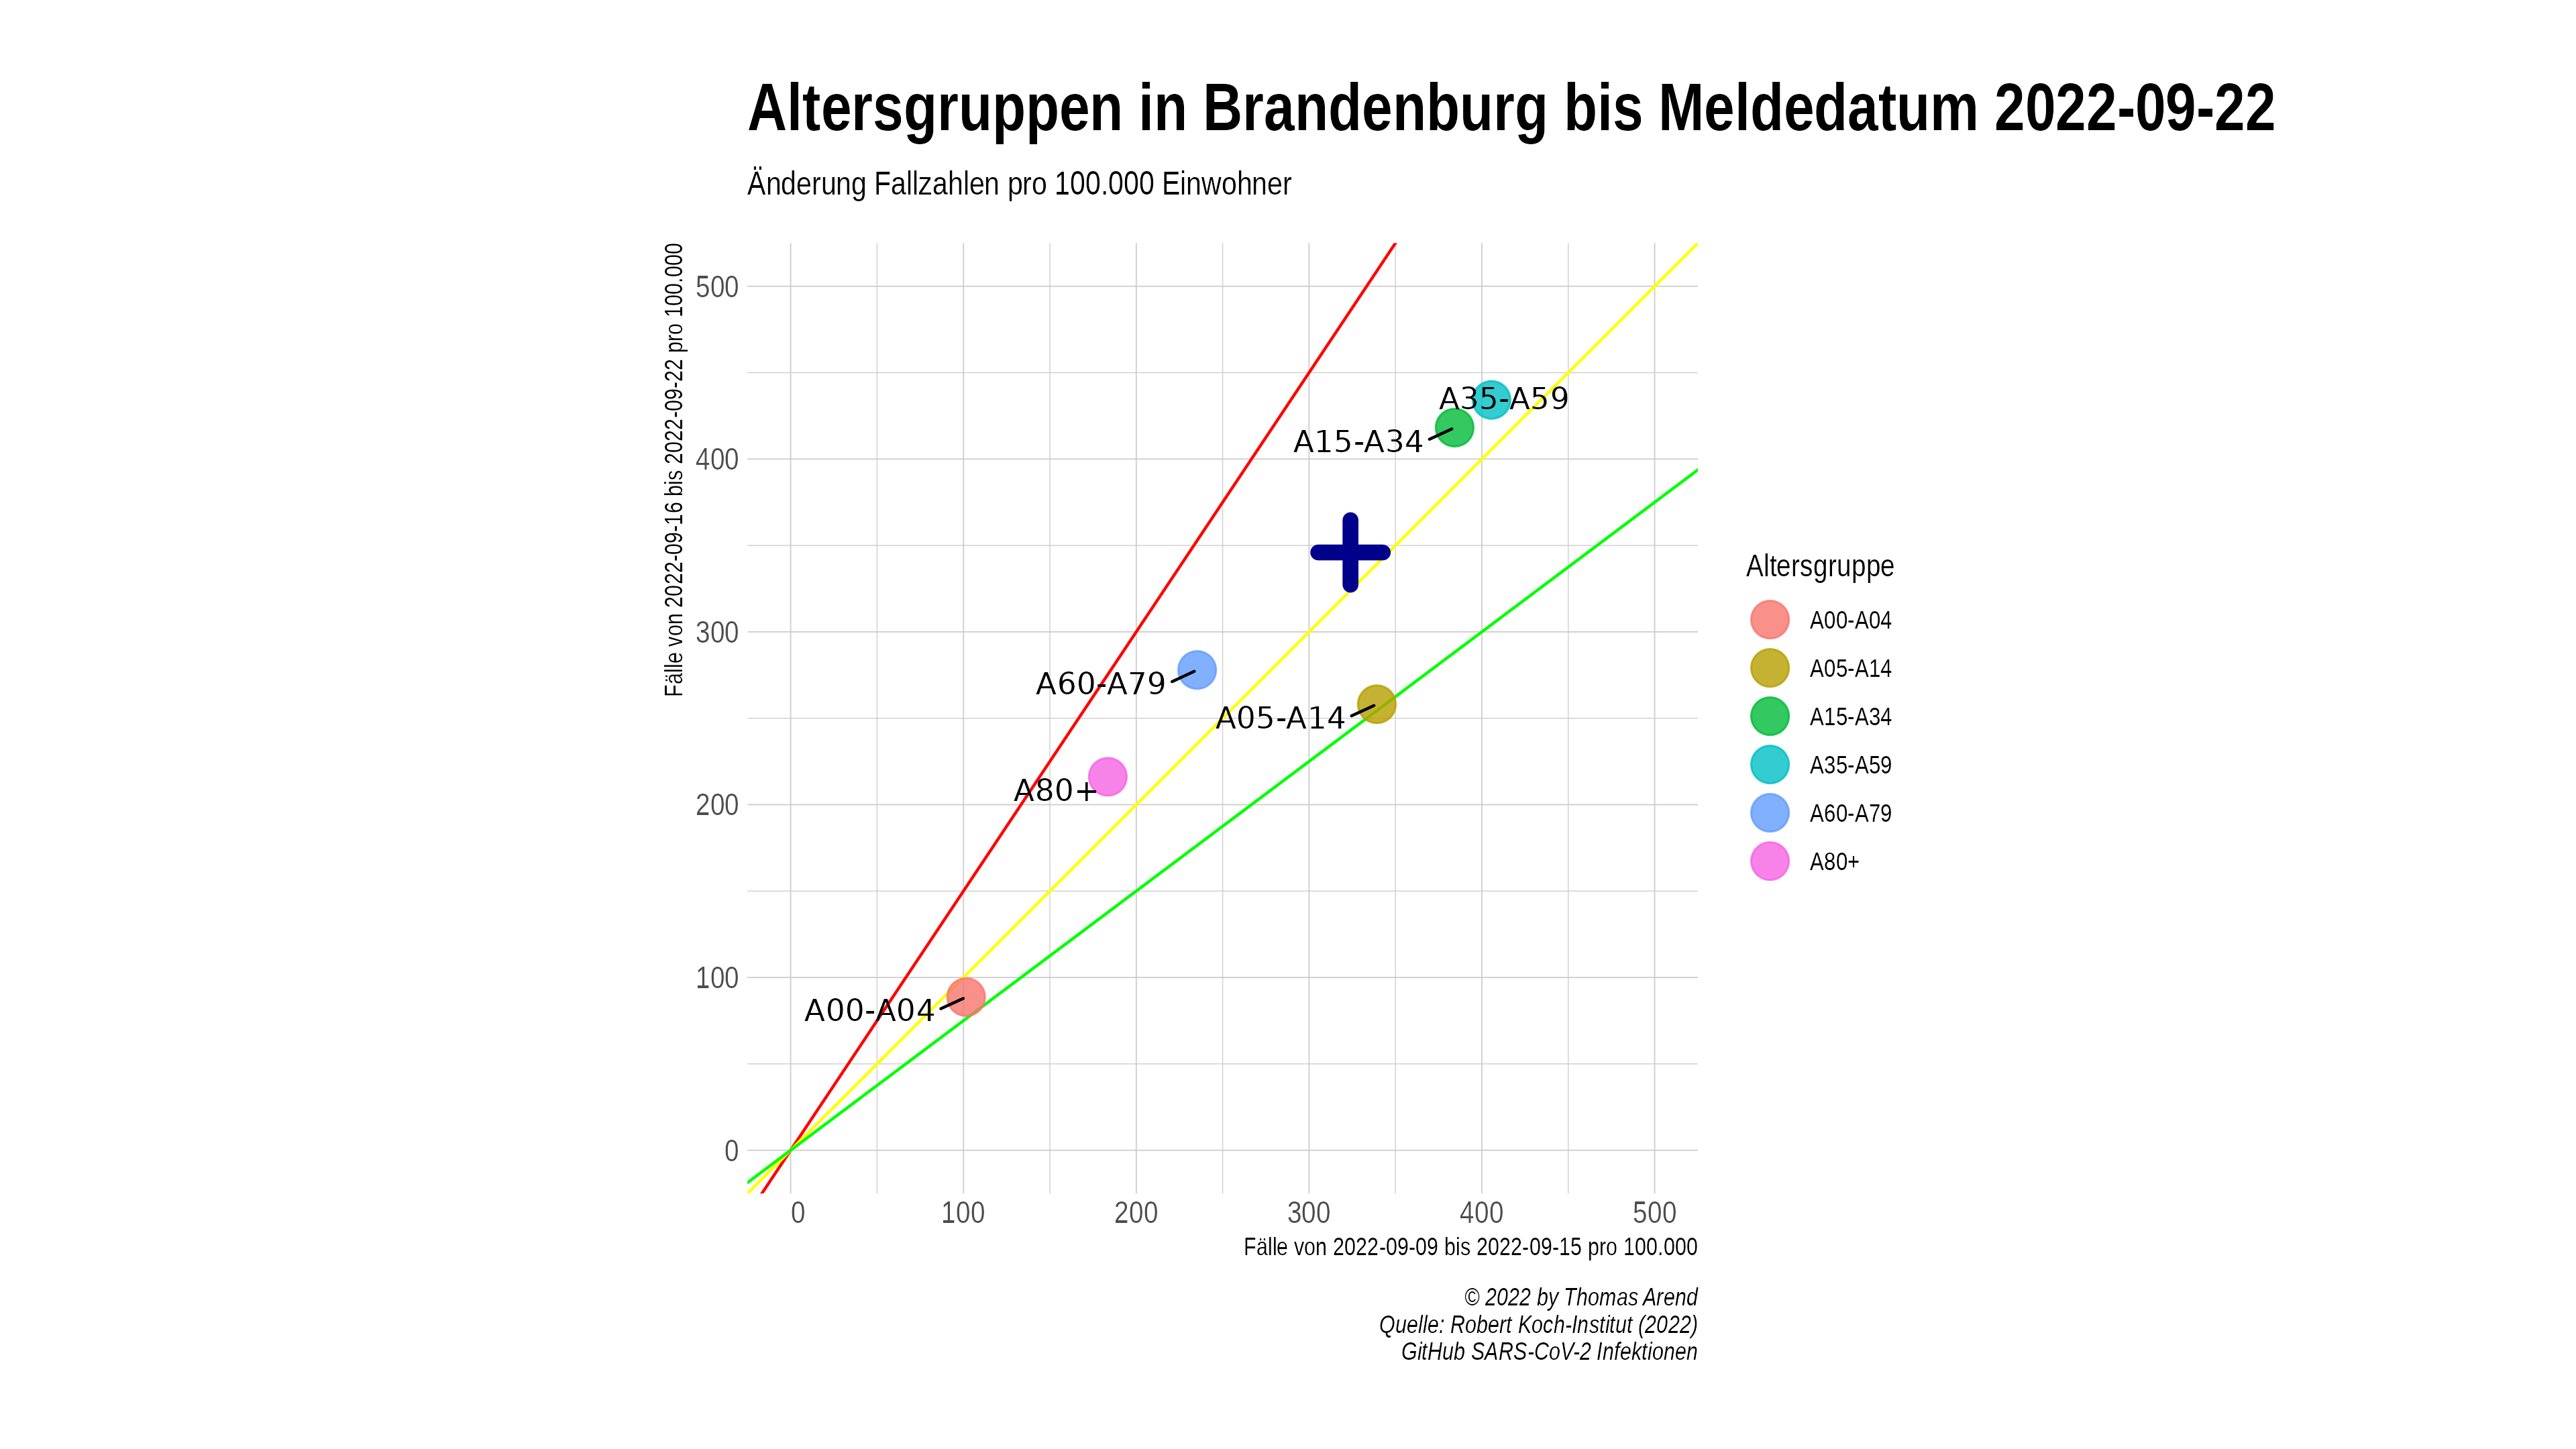 Altersgruppen in Brandenburg bis Meldedatum 2022-09-22
Änderung Fallzahlen pro 100.000 Einwohner
Fälle von 2022-09-16 bis 2022-09-22 pro 100.000
500
400
300
200
100
0
A35-A59
A15-A34
A60-A79
A05-A14
A80+
A00-A04
0 100 200 300 400 500
Fälle von 2022-09-09 bis 2022-09-15 pro 100.000
Altersgruppe
A00-A04
A05-A14
A15-A34
A35-A59
A60-A79
A80+
© 2022 by Thomas Arend
Quelle: Robert Koch-Institut (2022)
GitHub SARS-CoV-2 Infektionen